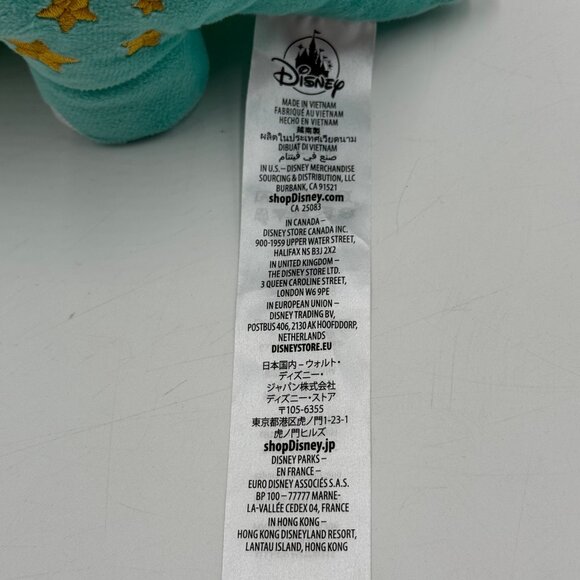 Disney
MADE IN VIETNAM
FABRIQUÉ AU VIETNAM
HECHO EN VIETNAM
越南製
ผลิตในประเทศเวียดนาม
DIBUAT DI VIETNAM
صنع في فيتنام
IN U.S.– DISNEY MERCHANDISE
SOURCING & DISTRIBUTION, LLC
BURBANK, CA 91521
shopDisney.com
CA 25083
IN CANADA –
DISNEY STORE CANADA INC.
900-1959 UPPER WATER STREET,
HALIFAX NS B3J 2X2
IN UNITED KINGDOM –
THE DISNEY STORE LTD.
3 QUEEN CAROLINE STREET,
LONDON W6 9PE
IN EUROPEAN UNION –
DISNEY TRADING BV,
POSTBUS 406, 2130 AK HOOFDDORP,
NETHERLANDS
DISNEYSTORE.EU
日本国内 – ウォルト・
ディズニー・
ジャパン株式会社
ディズニー・ストア
〒105-6355
東京都港区虎ノ門1-23-1
虎ノ門ヒルズ
shopDisney.jp
DISNEY PARKS –
EN FRANCE –
EURO DISNEY ASSOCIÉS S.A.S.
BP 100 – 77777 MARNE-
LA-VALLÉE CEDEX 04, FRANCE
IN HONG KONG –
HONG KONG DISNEYLAND RESORT,
LANTAU ISLAND, HONG KONG